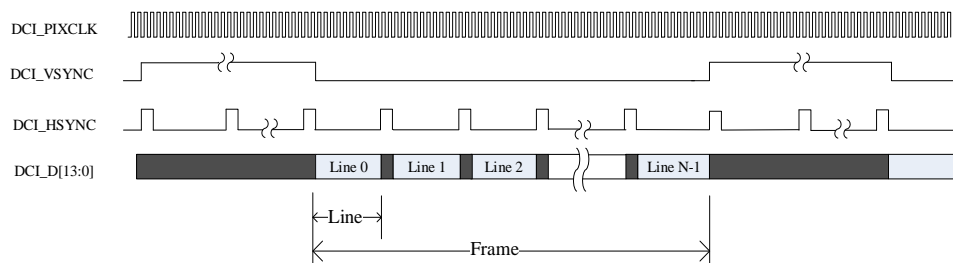 DCI_PIXCLK
DCI_VSYNC
DCI_HSYNC
DCI_D[13:0]
Line 0
Line 1
Line 2
Line N-1
Line
Frame